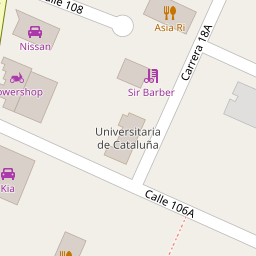 Calle 108
Asia Ri
Nissan
Carrera 18A
Sir Barber
owershop
Universitaria
de Cataluña
Kia
Calle 106A